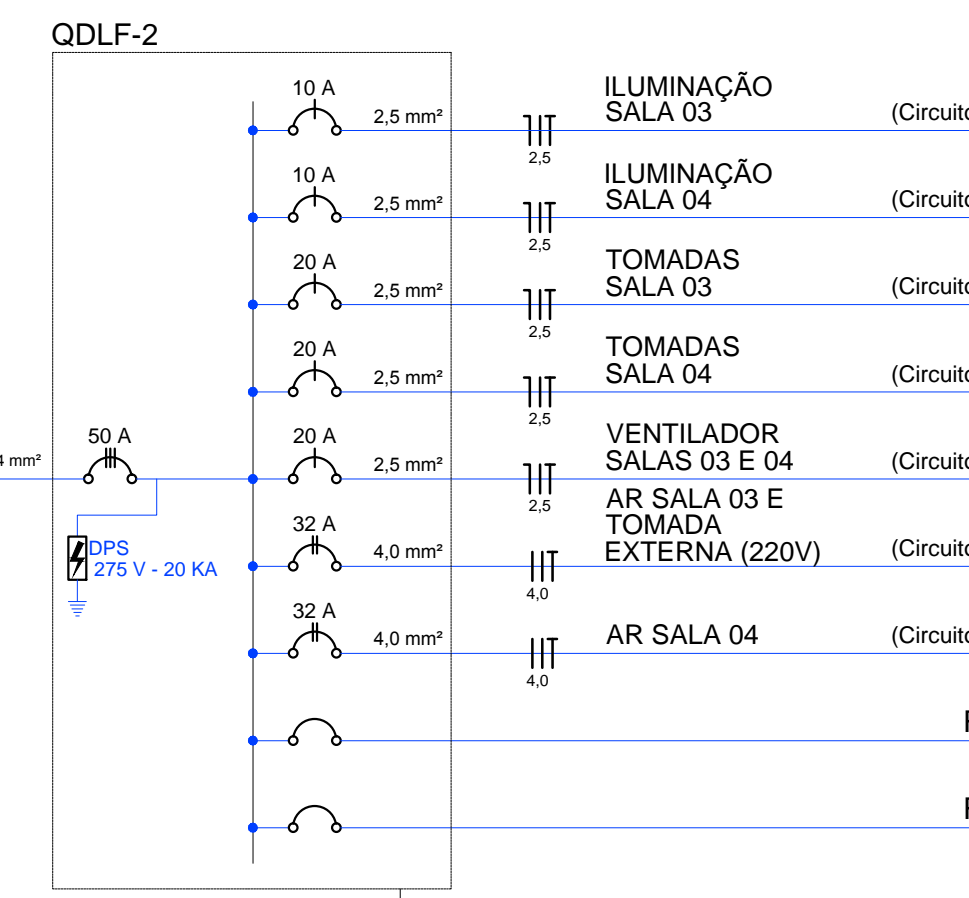 QDLF-2
10 A
2,5 mm²
2,5
ILUMINAÇÃO
SALA 03
(Circuito
10 A
2,5 mm²
2,5
ILUMINAÇÃO
SALA 04
(Circuito
20 A
2,5 mm²
2,5
TOMADAS
SALA 03
(Circuito
20 A
2,5 mm²
2,5
TOMADAS
SALA 04
(Circuito
50 A
4 mm²
20 A
2,5 mm²
2,5
VENTILADOR
SALAS 03 E 04
(Circuito
DPS
275 V - 20 KA
32 A
4,0 mm²
4,0
AR SALA 03 E
TOMADA
EXTERNA (220V)
(Circuito
32 A
4,0 mm²
4,0
AR SALA 04
(Circuito